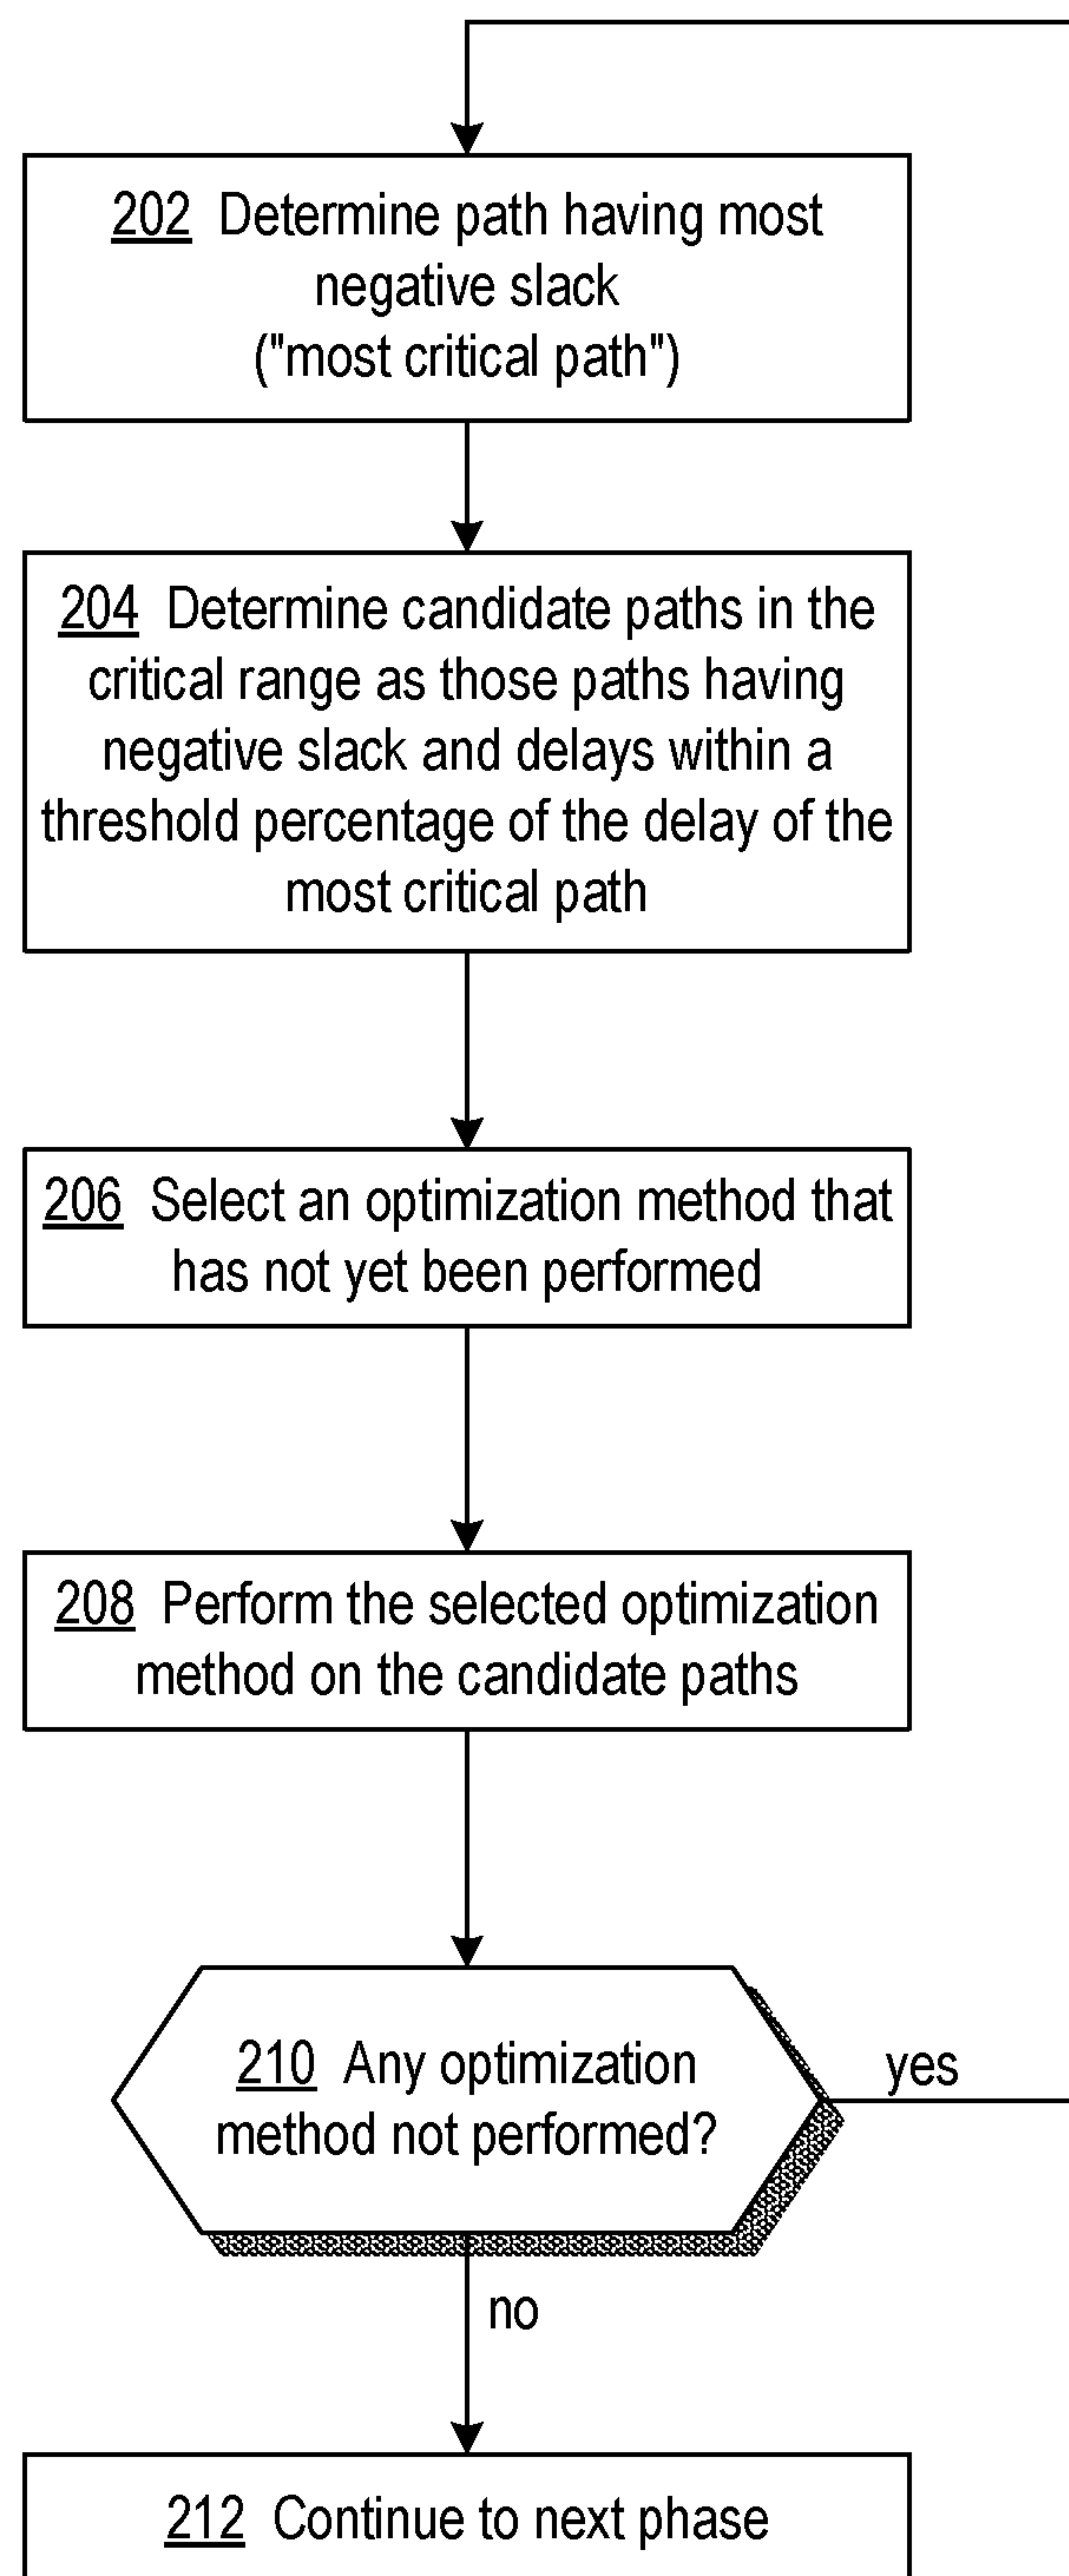 202 Determine path having most
negative slack
("most critical path")
204 Determine candidate paths in the
critical range as those paths having
negative slack and delays within a
threshold percentage of the delay of the
most critical path
206 Select an optimization method that
has not yet been performed
208 Perform the selected optimization
method on the candidate paths
210 Any optimization
method not performed?
yes
no
212 Continue to next phase